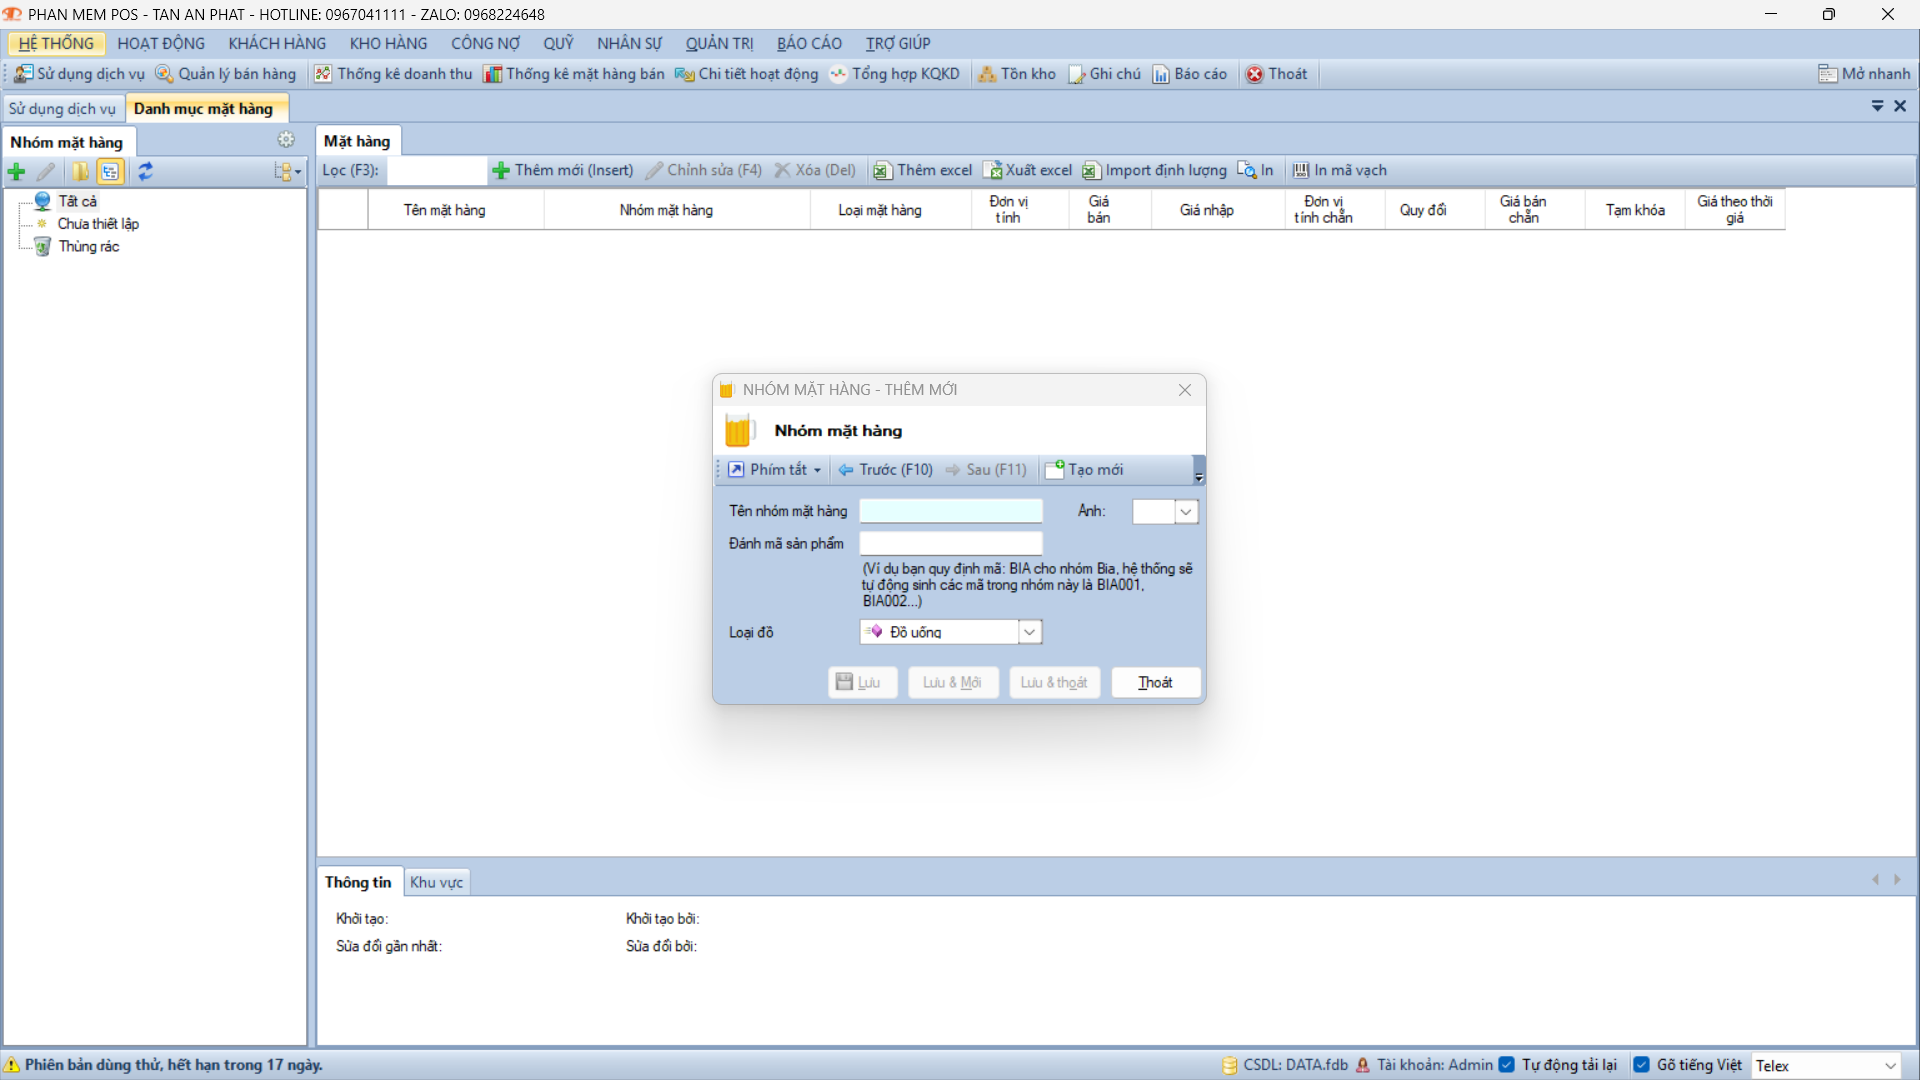 PHAN MEM POS - TAN AN PHAT - HOTLINE: 0967041111 - ZALO: 0968224648
HỆ THỐNG HOẠT ĐỘNG KHÁCH HÀNG KHO HÀNG CÔNG NỢ QUỸ NHÂN SỰ QUẢN TRỊ BÁO CÁO TRỢ GIÚP
Sử dụng dịch vụ Quản lý bán hàng Thống kê doanh thu Thống kê mặt hàng bán Chi tiết hoạt động Tổng hợp KQKD Tồn kho Ghi chú Báo cáo Thoát Mở nhanh
Sử dụng dịch vụ Danh mục mặt hàng
Nhóm mặt hàng
Tất cả
Chưa thiết lập
Thùng rác
Mặt hàng
Lọc (F3): Thêm mới (Insert) Chỉnh sửa (F4) Xóa (Del) Thêm excel Xuất excel Import định lượng In In mã vạch
Tên mặt hàng Nhóm mặt hàng Loại mặt hàng Đơn vị tính Giá bán Giá nhập Đơn vị tính chẵn Quy đổi Giá bán chẵn Tạm khóa Giá theo thời giá
NHÓM MẶT HÀNG - THÊM MỚI
Nhóm mặt hàng
Phím tắt Trước (F10) Sau (F11) Tạo mới
Tên nhóm mặt hàng Ảnh:
Đánh mã sản phẩm
(Ví dụ bạn quy định mã: BIA cho nhóm Bia, hệ thống sẽ
tự động sinh các mã trong nhóm này là BIA001,
BIA002...)
Loại đồ Đồ uống
Lưu Lưu & Mới Lưu & thoát Thoát
Thông tin Khu vực
Khởi tạo: Khởi tạo bởi:
Sửa đổi gần nhất: Sửa đổi bởi:
Phiên bản dùng thử, hết hạn trong 17 ngày. CSDL: DATA.fdb Tài khoản: Admin Tự động tải lại Gõ tiếng Việt Telex